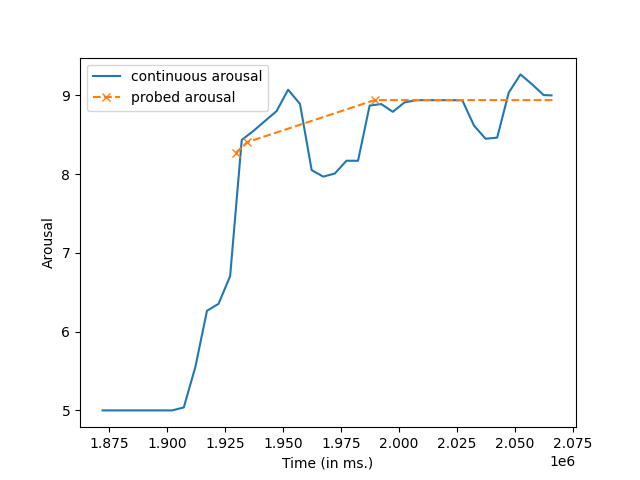 continuous arousal
probed arousal
9
8
7
6
5
Arousal
1.875 1.900 1.925 1.950 1.975 2.000 2.025 2.050 2.075
Time (in ms.)
1e6